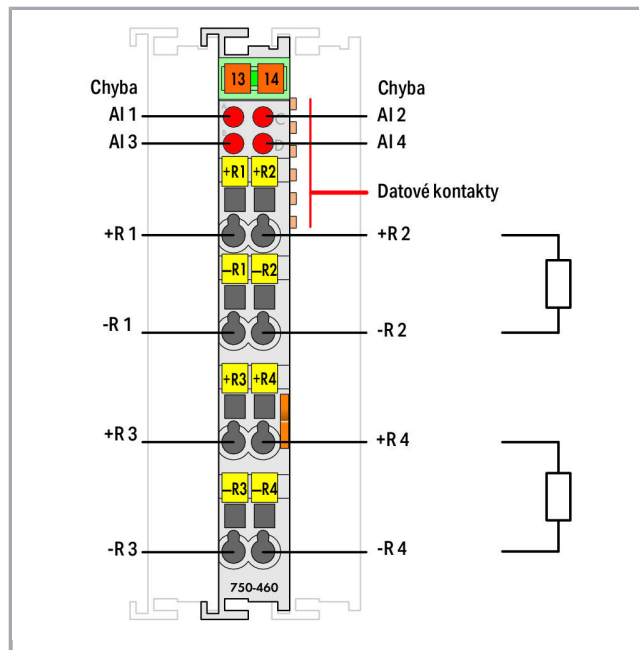 13 14
Chyba Chyba
AI 1 A C AI 2
AI 3 B D AI 4
+R1 +R2
Datové kontakty
+R 1 +R 2
–R1 –R2
-R 1 -R 2
+R3 +R4
+R 3 +R 4
–R3 –R4
-R 3 -R 4
750-460